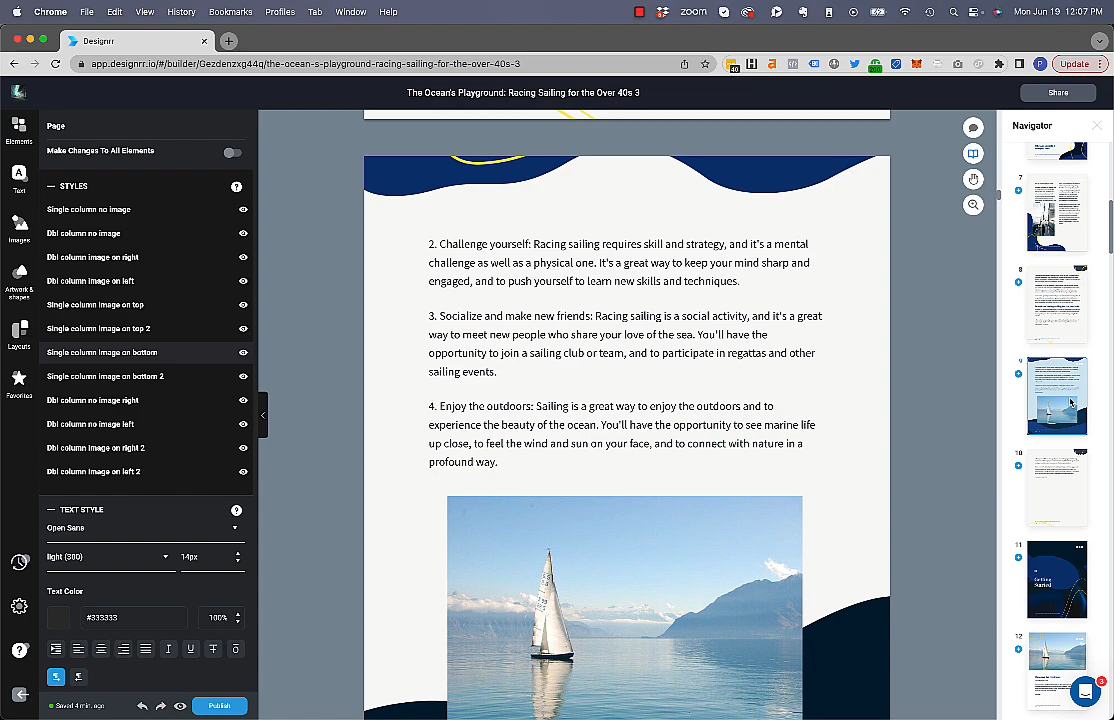 Chrome File Edit View History Bookmarks Profiles Tab Window Help
zoom
Mon Jun 19 12:07 PM
Designrr
app.designrr.io/#/builder/Gezdenzxg44q/the-ocean-s-playground-racing-sailing-for-the-over-40s-3
40
Update
The Ocean's Playground: Racing Sailing for the Over 40s 3
Share
Elements
Text
Images
Artwork & shapes
Layouts
Favorites
Page
Make Changes To All Elements
STYLES
Single column no image
Dbl column no image
Dbl column image on right
Dbl column image on left
Single column image on top
Single column image on top 2
Single column image on bottom
Single column image on bottom 2
Dbl column no image right
Dbl column no image left
Dbl column image on right 2
Dbl column image on left 2
TEXT STYLE
Open Sans
light (300)
14px
Text Color
#333333
100%
Saved 4 min. ago
Publish
2. Challenge yourself: Racing sailing requires skill and strategy, and it's a mental
challenge as well as a physical one. It's a great way to keep your mind sharp and
engaged, and to push yourself to learn new skills and techniques.
3. Socialize and make new friends: Racing sailing is a social activity, and it's a great
way to meet new people who share your love of the sea. You'll have the
opportunity to join a sailing club or team, and to participate in regattas and other
sailing events.
4. Enjoy the outdoors: Sailing is a great way to enjoy the outdoors and to
experience the beauty of the ocean. You'll have the opportunity to see marine life
up close, to feel the wind and sun on your face, and to connect with nature in a
profound way.
Navigator
7
8
9
10
11
Getting
Started
12
3